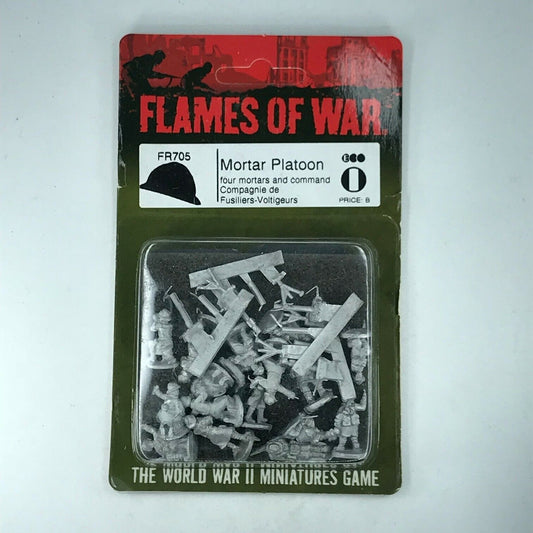 FLAMES OF WAR.
FR705
Mortar Platoon
four mortars and command
Compagnie de
Fusiliers-Voltigeurs
PRICE: B
THE WORLD WAR II MINIATURES GAME